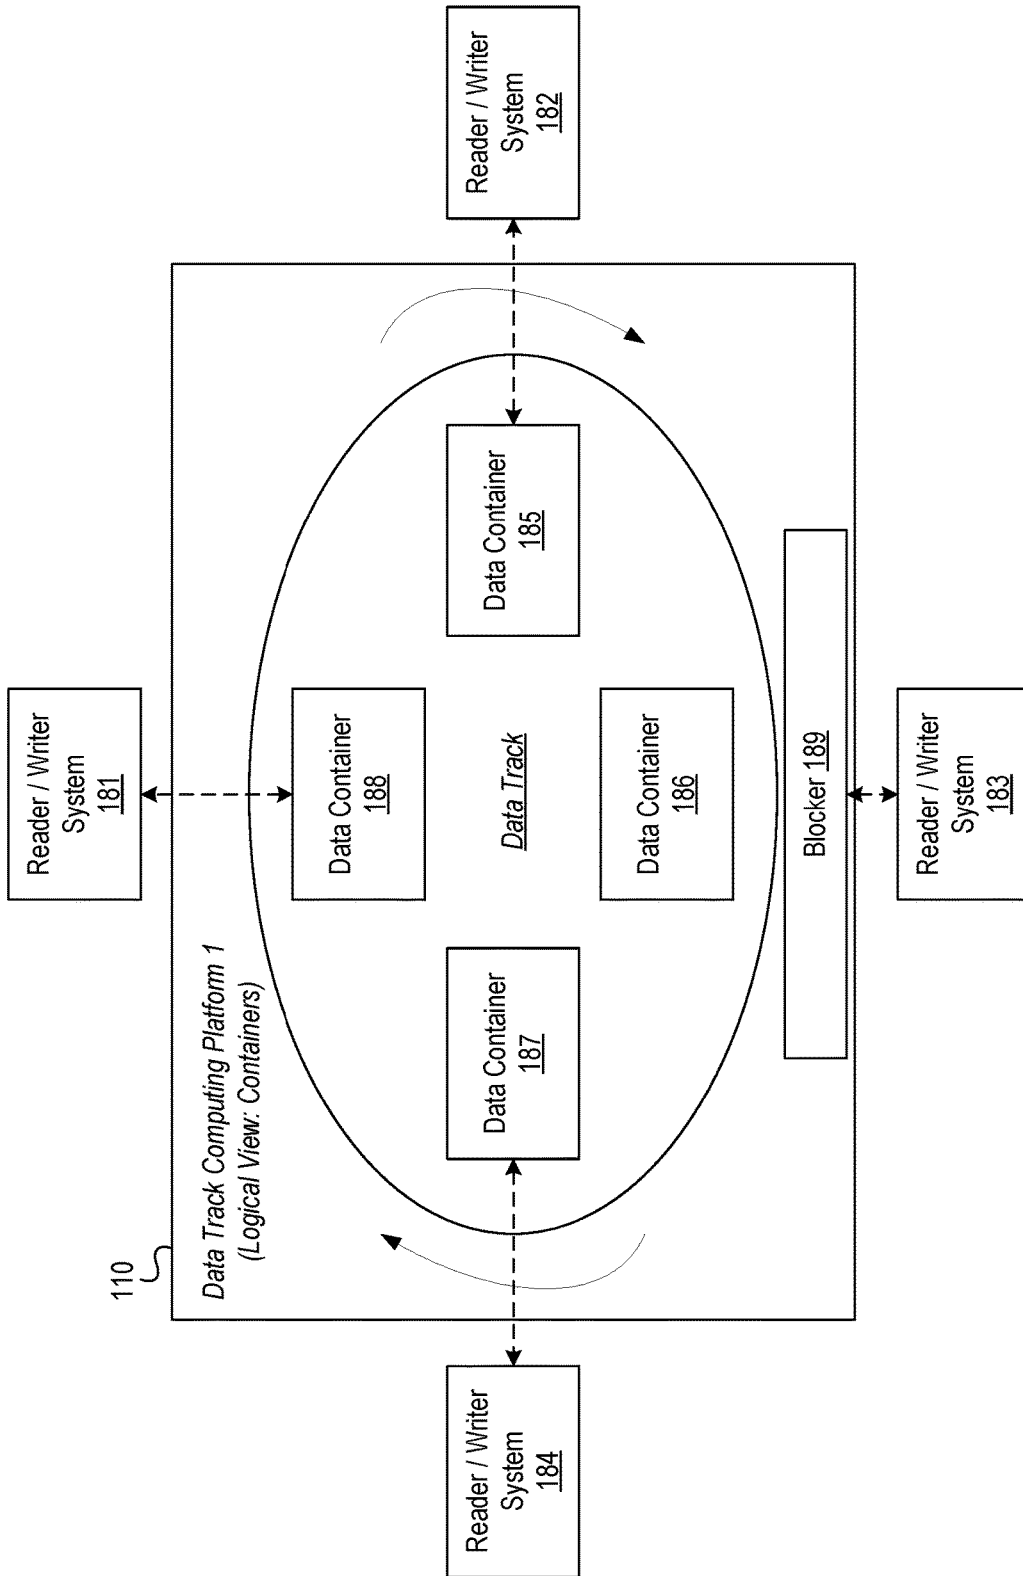 110
Data Track Computing Platform 1
(Logical View: Containers)
Reader / Writer
System
181
Reader / Writer
System
184
Data Container
187
Data Container
188
Data Track
Data Container
186
Data Container
185
Reader / Writer
System
182
Blocker 189
Reader / Writer
System
183